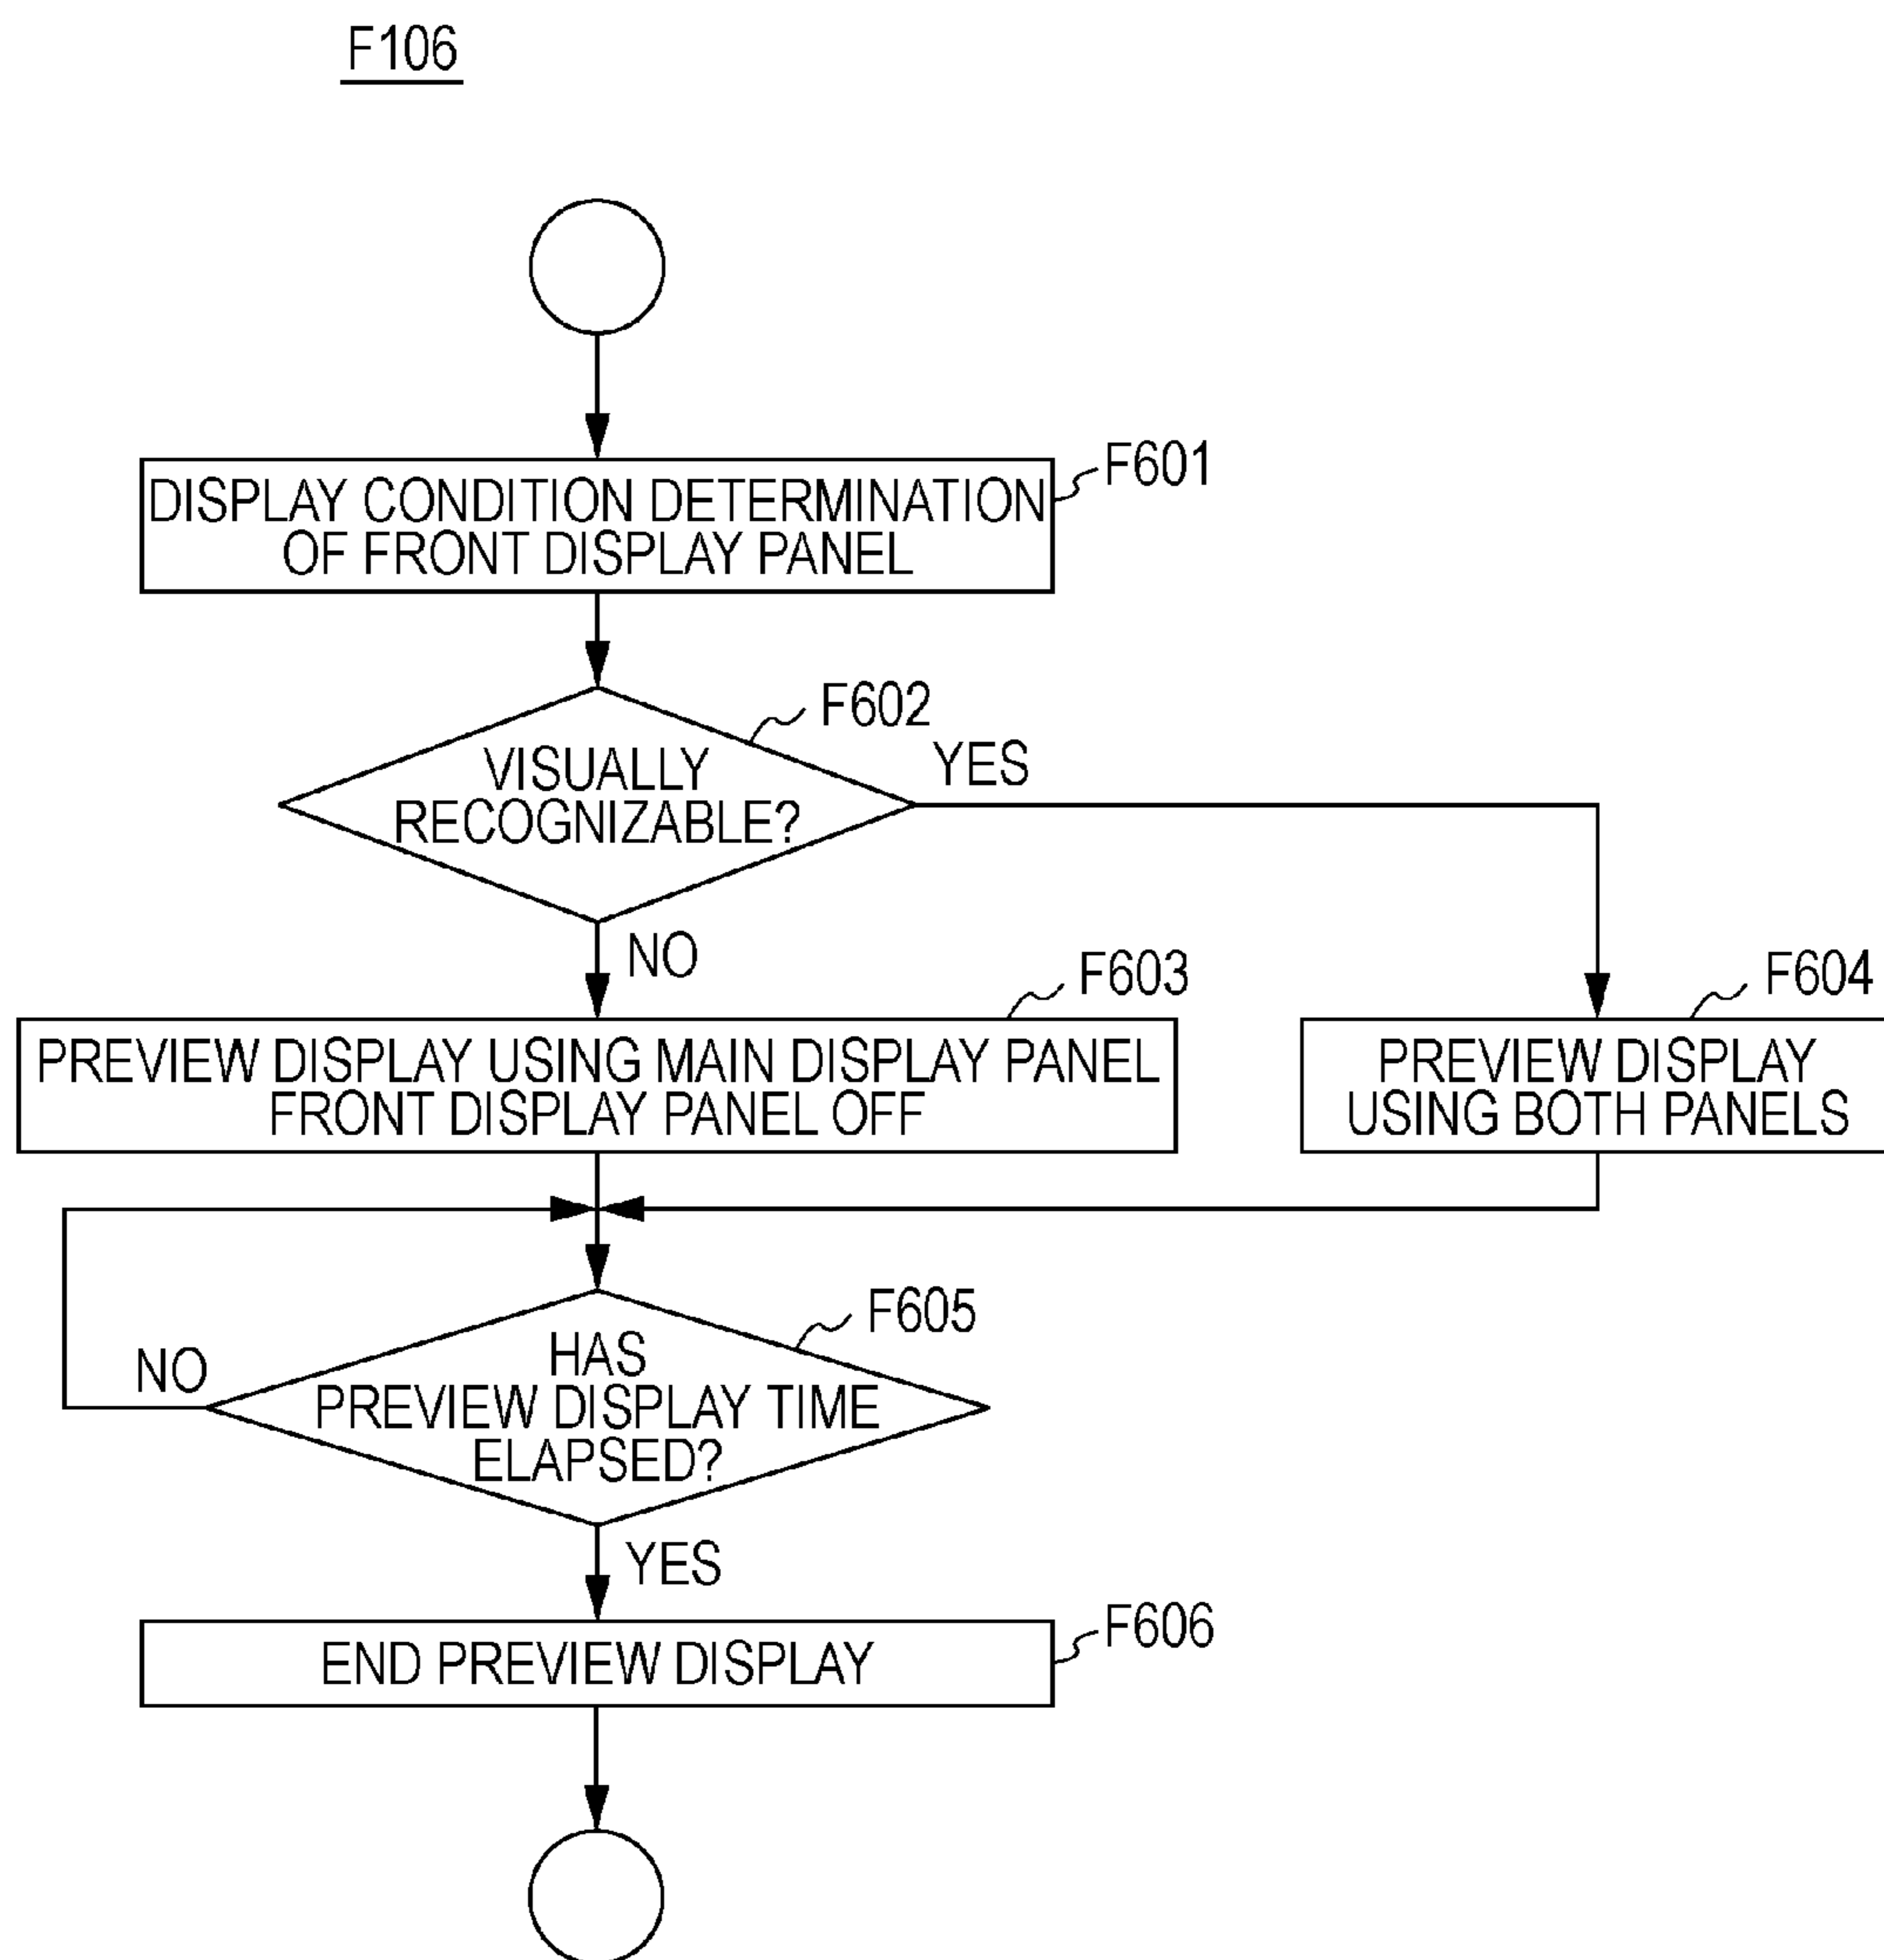 F106
DISPLAY CONDITION DETERMINATION
OF FRONT DISPLAY PANEL
F601
VISUALLY
RECOGNIZABLE?
F602
YES
NO
PREVIEW DISPLAY USING MAIN DISPLAY PANEL
FRONT DISPLAY PANEL OFF
F603
PREVIEW DISPLAY
USING BOTH PANELS
F604
HAS
PREVIEW DISPLAY TIME
ELAPSED?
F605
NO
YES
END PREVIEW DISPLAY
F606